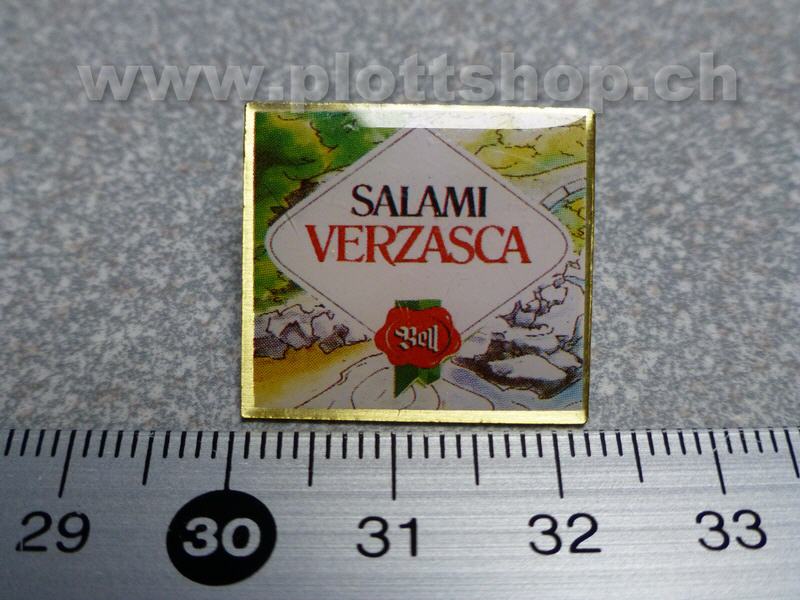 www.plottshop.ch
SALAMI
VERZASCA
Bell
29 30 31 32 33